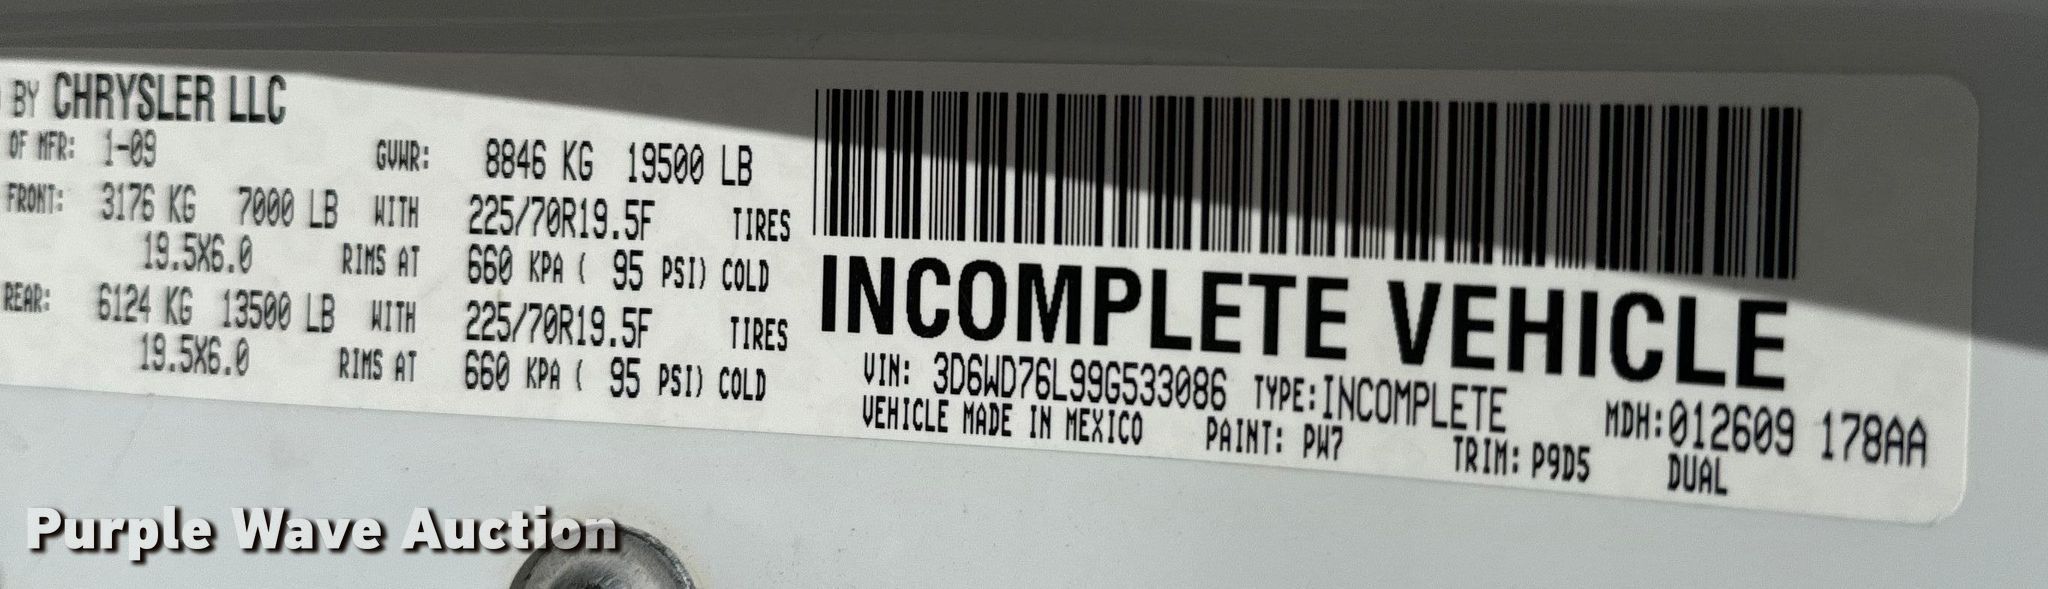 BY CHRYSLER LLC
OF MFR: 1-09 GVWR: 8846 KG 19500 LB
FRONT: 3176 KG 7000 LB WITH 225/70R19.5F TIRES
19.5X6.0 RIMS AT 660 KPA ( 95 PSI) COLD
REAR: 6124 KG 13500 LB WITH 225/70R19.5F TIRES
19.5X6.0 RIMS AT 660 KPA ( 95 PSI) COLD
INCOMPLETE VEHICLE
VIN: 3D6WD76L99G533086 TYPE:INCOMPLETE MDH:012609 178AA
VEHICLE MADE IN MEXICO PAINT: PW7 TRIM: P9D5 DUAL
Purple Wave Auction